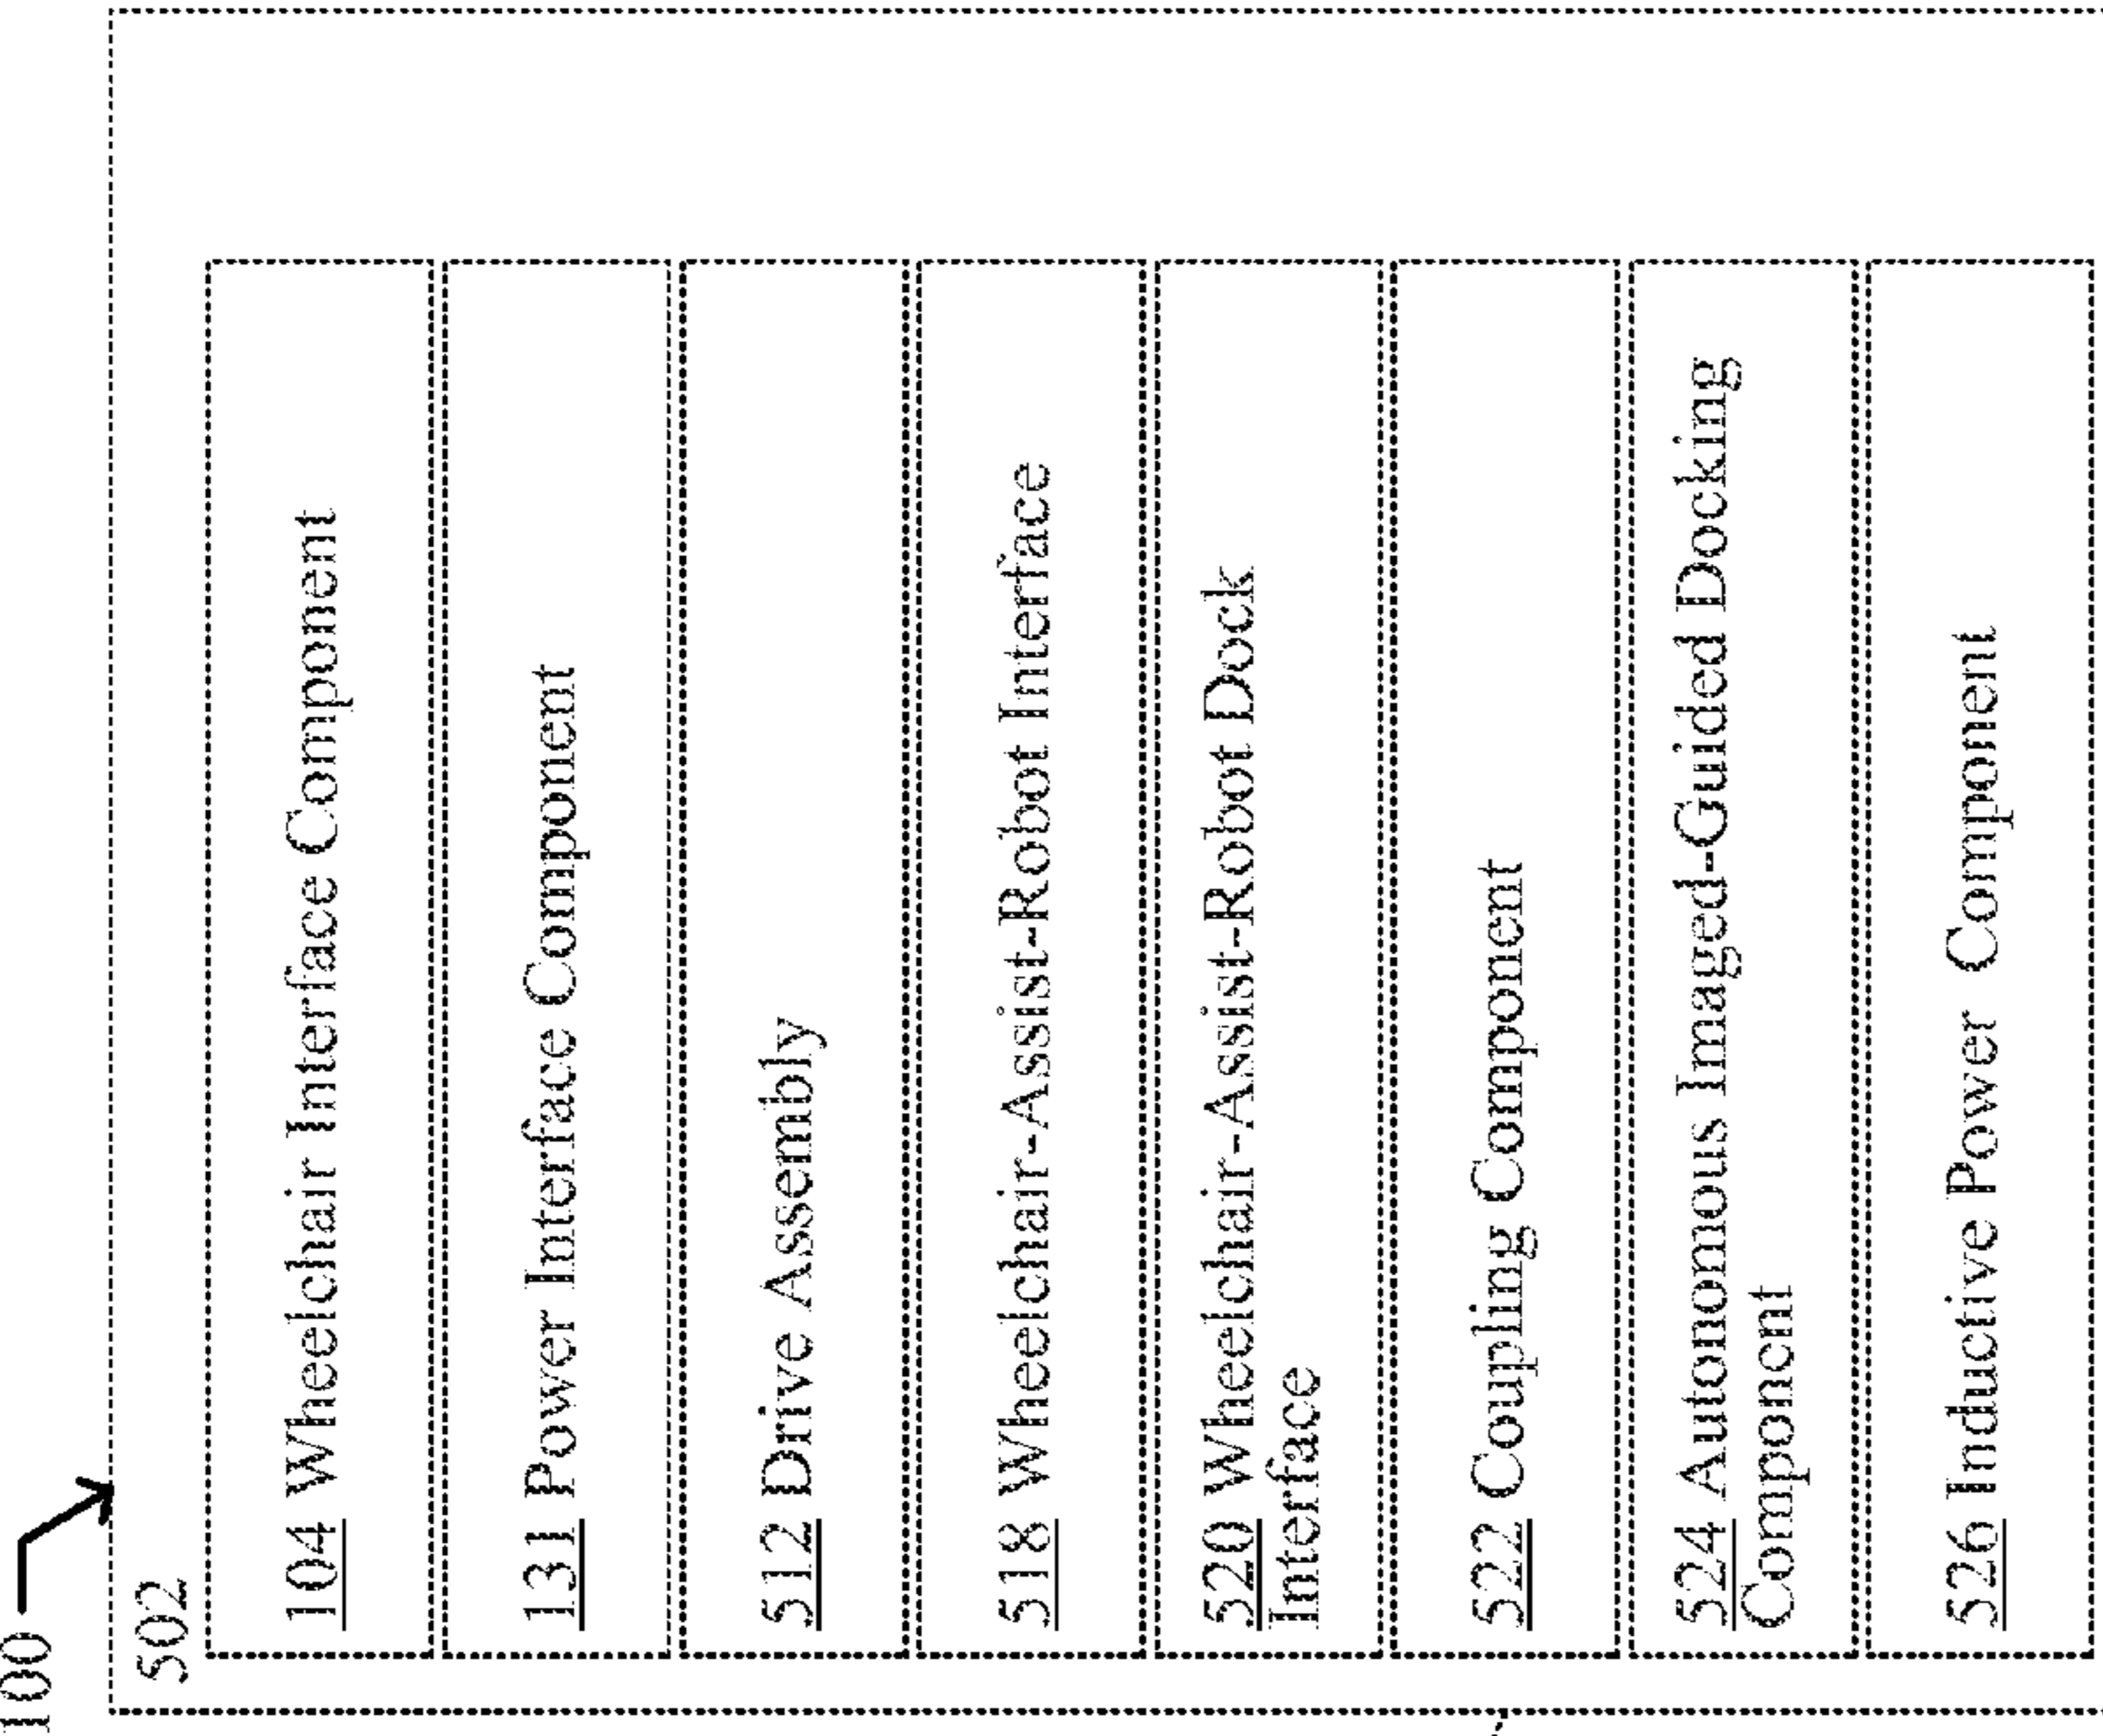 100
502
104 Wheelchair Interface Component
131 Power Interface Component
512 Drive Assembly
518 Wheelchair-Assist-Robot Interface
520 Wheelchair-Assist-Robot Dock
Interface
522 Coupling Component
524 Autonomous Imaged-Guided Docking
Component
526 Inductive Power Component